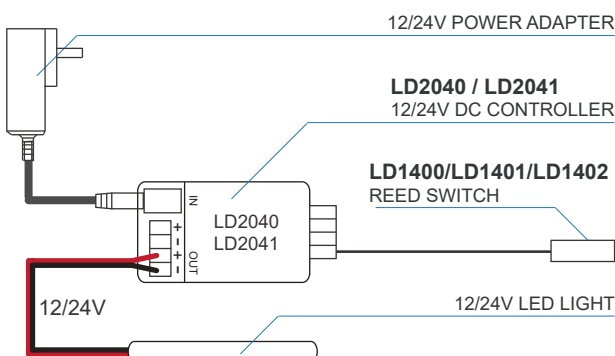 12/24V POWER ADAPTER
LD2040 / LD2041
12/24V DC CONTROLLER
LD1400/LD1401/LD1402
REED SWITCH
IN
LD2040
LD2041
+
-
+
-
OUT
12/24V
12/24V LED LIGHT